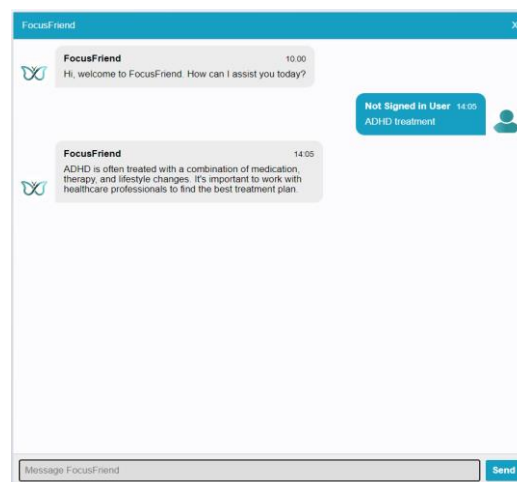 FocusFriend
X
FocusFriend 10.00
Hi, welcome to FocusFriend. How can I assist you today?
Not Signed in User 14:05
ADHD treatment
FocusFriend 14:05
ADHD is often treated with a combination of medication,
therapy, and lifestyle changes. It's important to work with
healthcare professionals to find the best treatment plan.
Message FocusFriend
Send